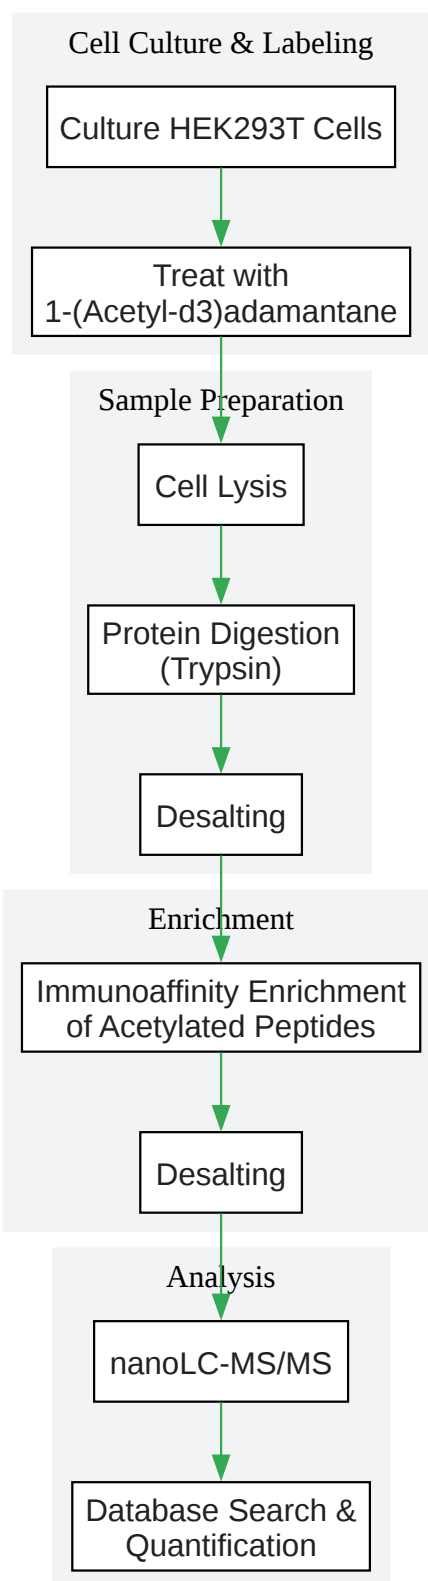 Cell Culture & Labeling
Culture HEK293T Cells
Treat with
1-(Acetyl-d3)adamantane
Sample Preparation
Cell Lysis
Protein Digestion
(Trypsin)
Desalting
Enrichment
Immunoaffinity Enrichment
of Acetylated Peptides
Desalting
Analysis
nanoLC-MS/MS
Database Search &
Quantification